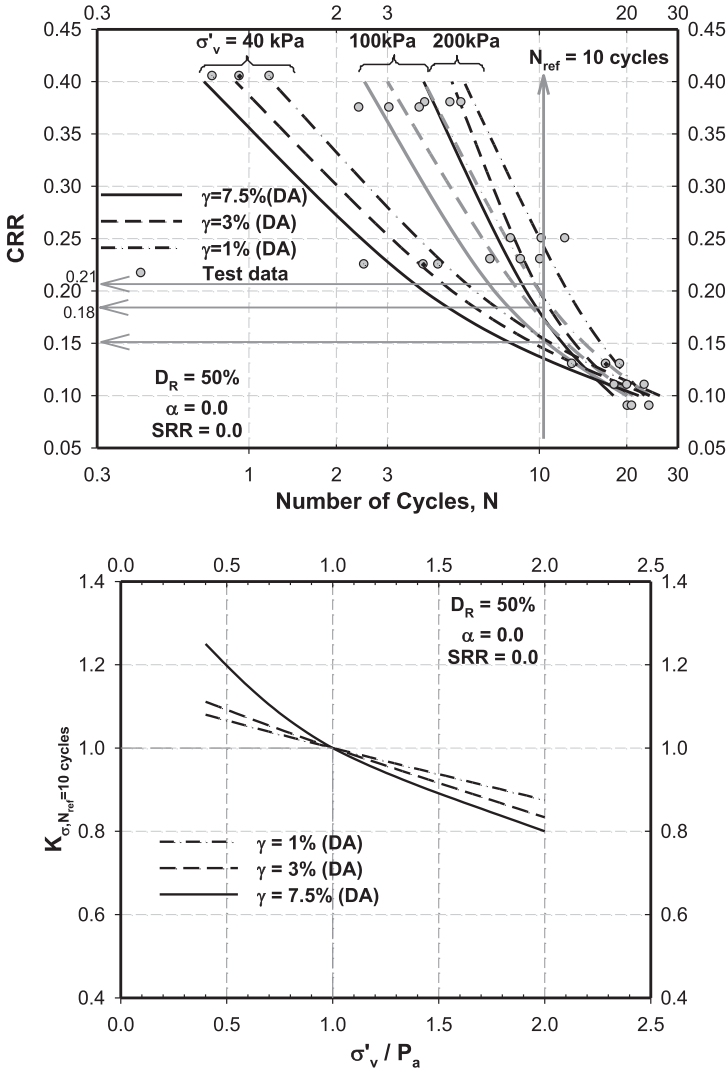 0.3 2 3 20 30
0.45 0.45
σ'v = 40 kPa 100kPa 200kPa
Nref = 10 cycles
0.40 0.40
0.35 0.35
0.30 0.30
γ=7.5%(DA)
γ=3% (DA)
0.25 0.25
γ=1% (DA)
Test data
CRR
0.21
0.20 0.20
0.18
0.15 0.15
DR = 50%
α = 0.0
SRR = 0.0
0.10 0.10
0.05 0.05
0.3 1 2 3 10 20 30
Number of Cycles, N
0.0 0.5 1.0 1.5 2.0 2.5
1.4 1.4
DR = 50%
α = 0.0
SRR = 0.0
1.2 1.2
1.0 1.0
Kσ,Nref=10 cycles
0.8 0.8
γ = 1% (DA)
γ = 3% (DA)
γ = 7.5% (DA)
0.6 0.6
0.4 0.4
0.0 0.5 1.0 1.5 2.0 2.5
σ'v / Pa